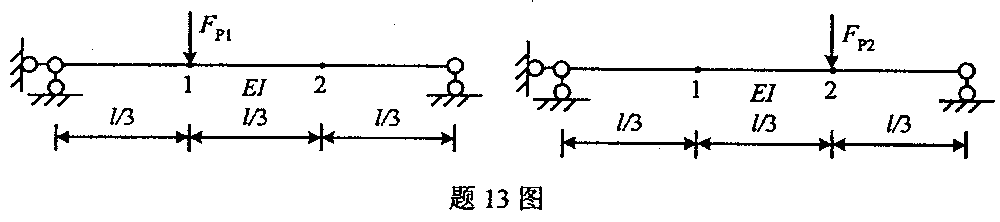 F_P1
F_P2
1 EI 2
1 EI 2
l/3 l/3 l/3
l/3 l/3 l/3
题 13 图